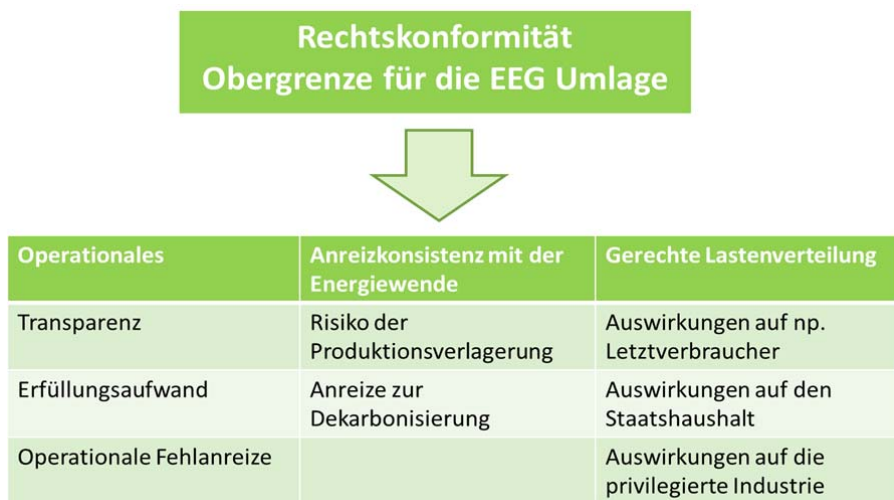 Rechtskonformität
Obergrenze für die EEG Umlage
Operationales
Anreizkonsistenz mit der
Energiewende
Gerechte Lastenverteilung
Transparenz
Risiko der
Produktionsverlagerung
Auswirkungen auf np.
Letztverbraucher
Erfüllungsaufwand
Anreize zur
Dekarbonisierung
Auswirkungen auf den
Staatshaushalt
Operationale Fehlanreize
Auswirkungen auf die
privilegierte Industrie